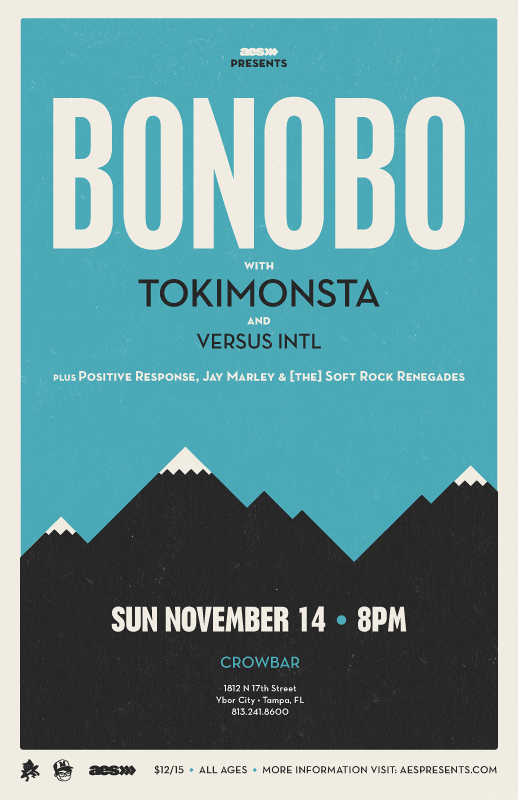 aes
PRESENTS
BONOBO
WITH
TOKIMONSTA
AND
VERSUS INTL
PLUS POSITIVE RESPONSE, JAY MARLEY & [THE] SOFT ROCK RENEGADES
SUN NOVEMBER 14 • 8PM
CROWBAR
1812 N 17th Street
Ybor City • Tampa, FL
813.241.8600
aes $12/15 • ALL AGES • MORE INFORMATION VISIT: AESPRESENTS.COM